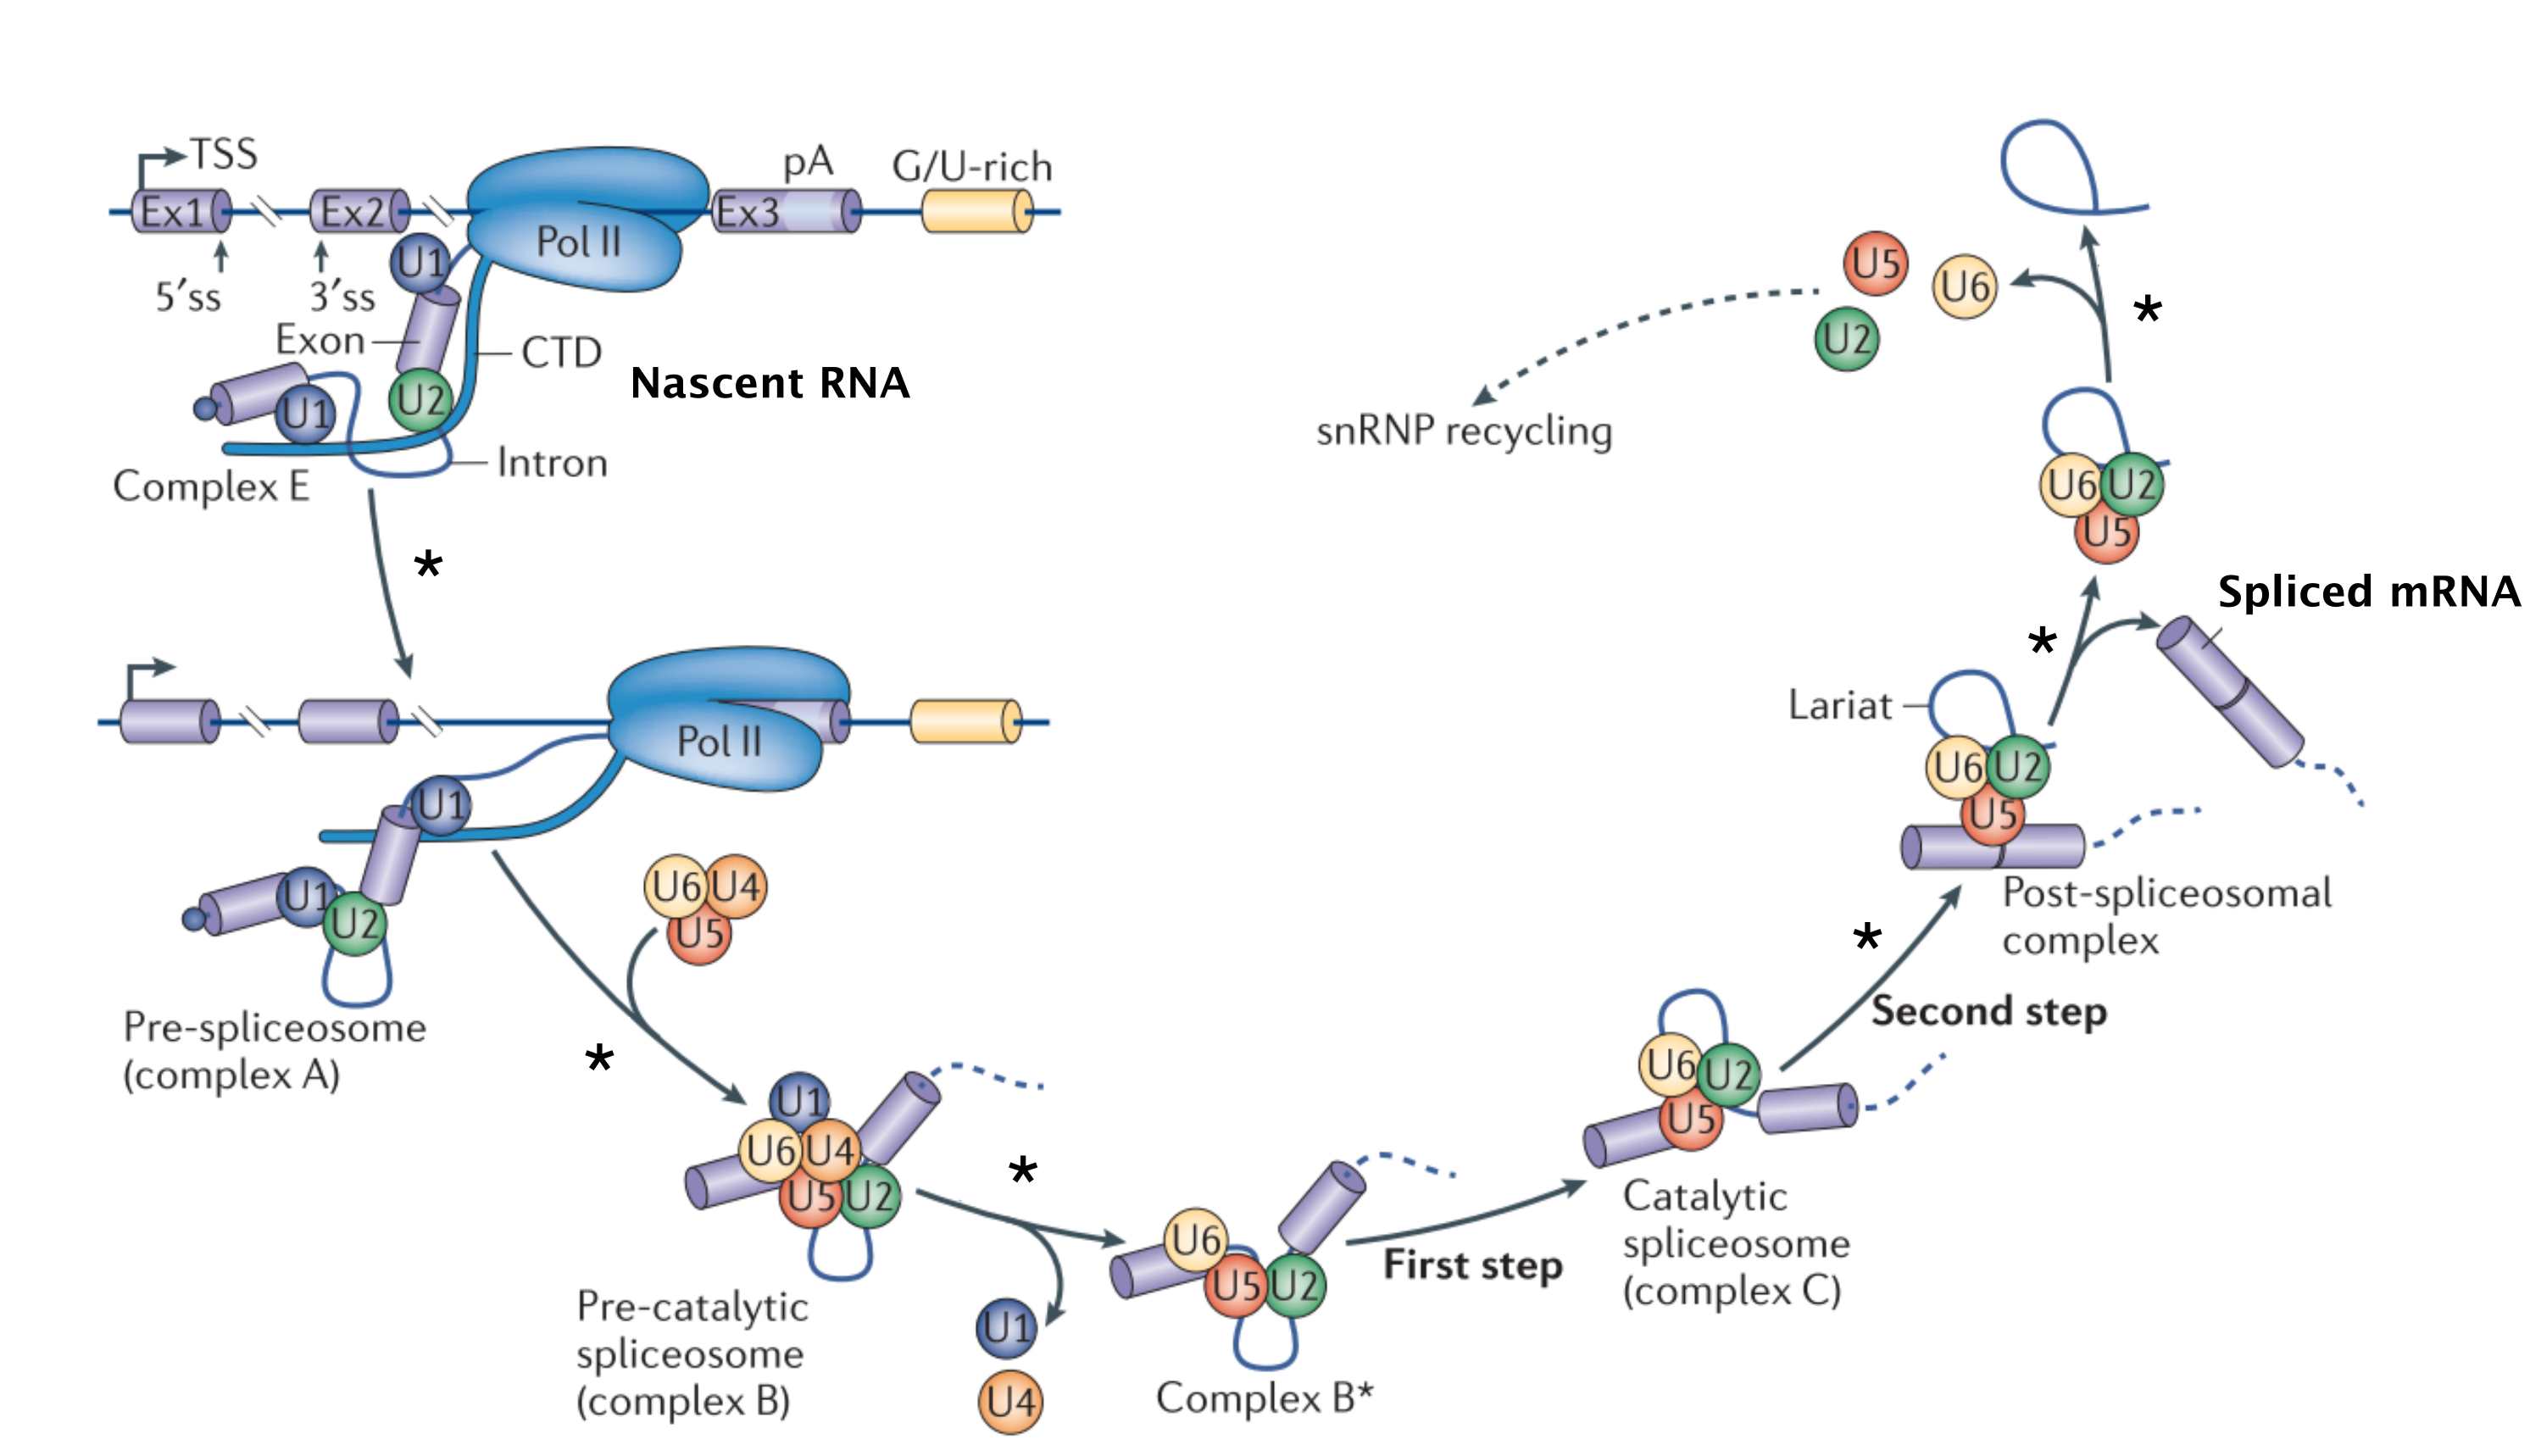 TSS
pA
G/U-rich
Ex1
Ex2
Pol II
Ex3
U1
5′ss
3′ss
Exon
CTD
Nascent RNA
U1
U2
Intron
Complex E
*
Pol II
U1
U1
U2
U6
U4
U5
Pre-spliceosome
(complex A)
*
U1
U6
U4
U5
U2
Pre-catalytic
spliceosome
(complex B)
*
U1
U4
U6
U5
U2
Complex B*
First step
U6
U2
U5
Catalytic
spliceosome
(complex C)
*
Second step
Lariat
U6
U2
U5
Post-spliceosomal
complex
*
Spliced mRNA
U6
U2
U5
*
U5
U6
U2
snRNP recycling